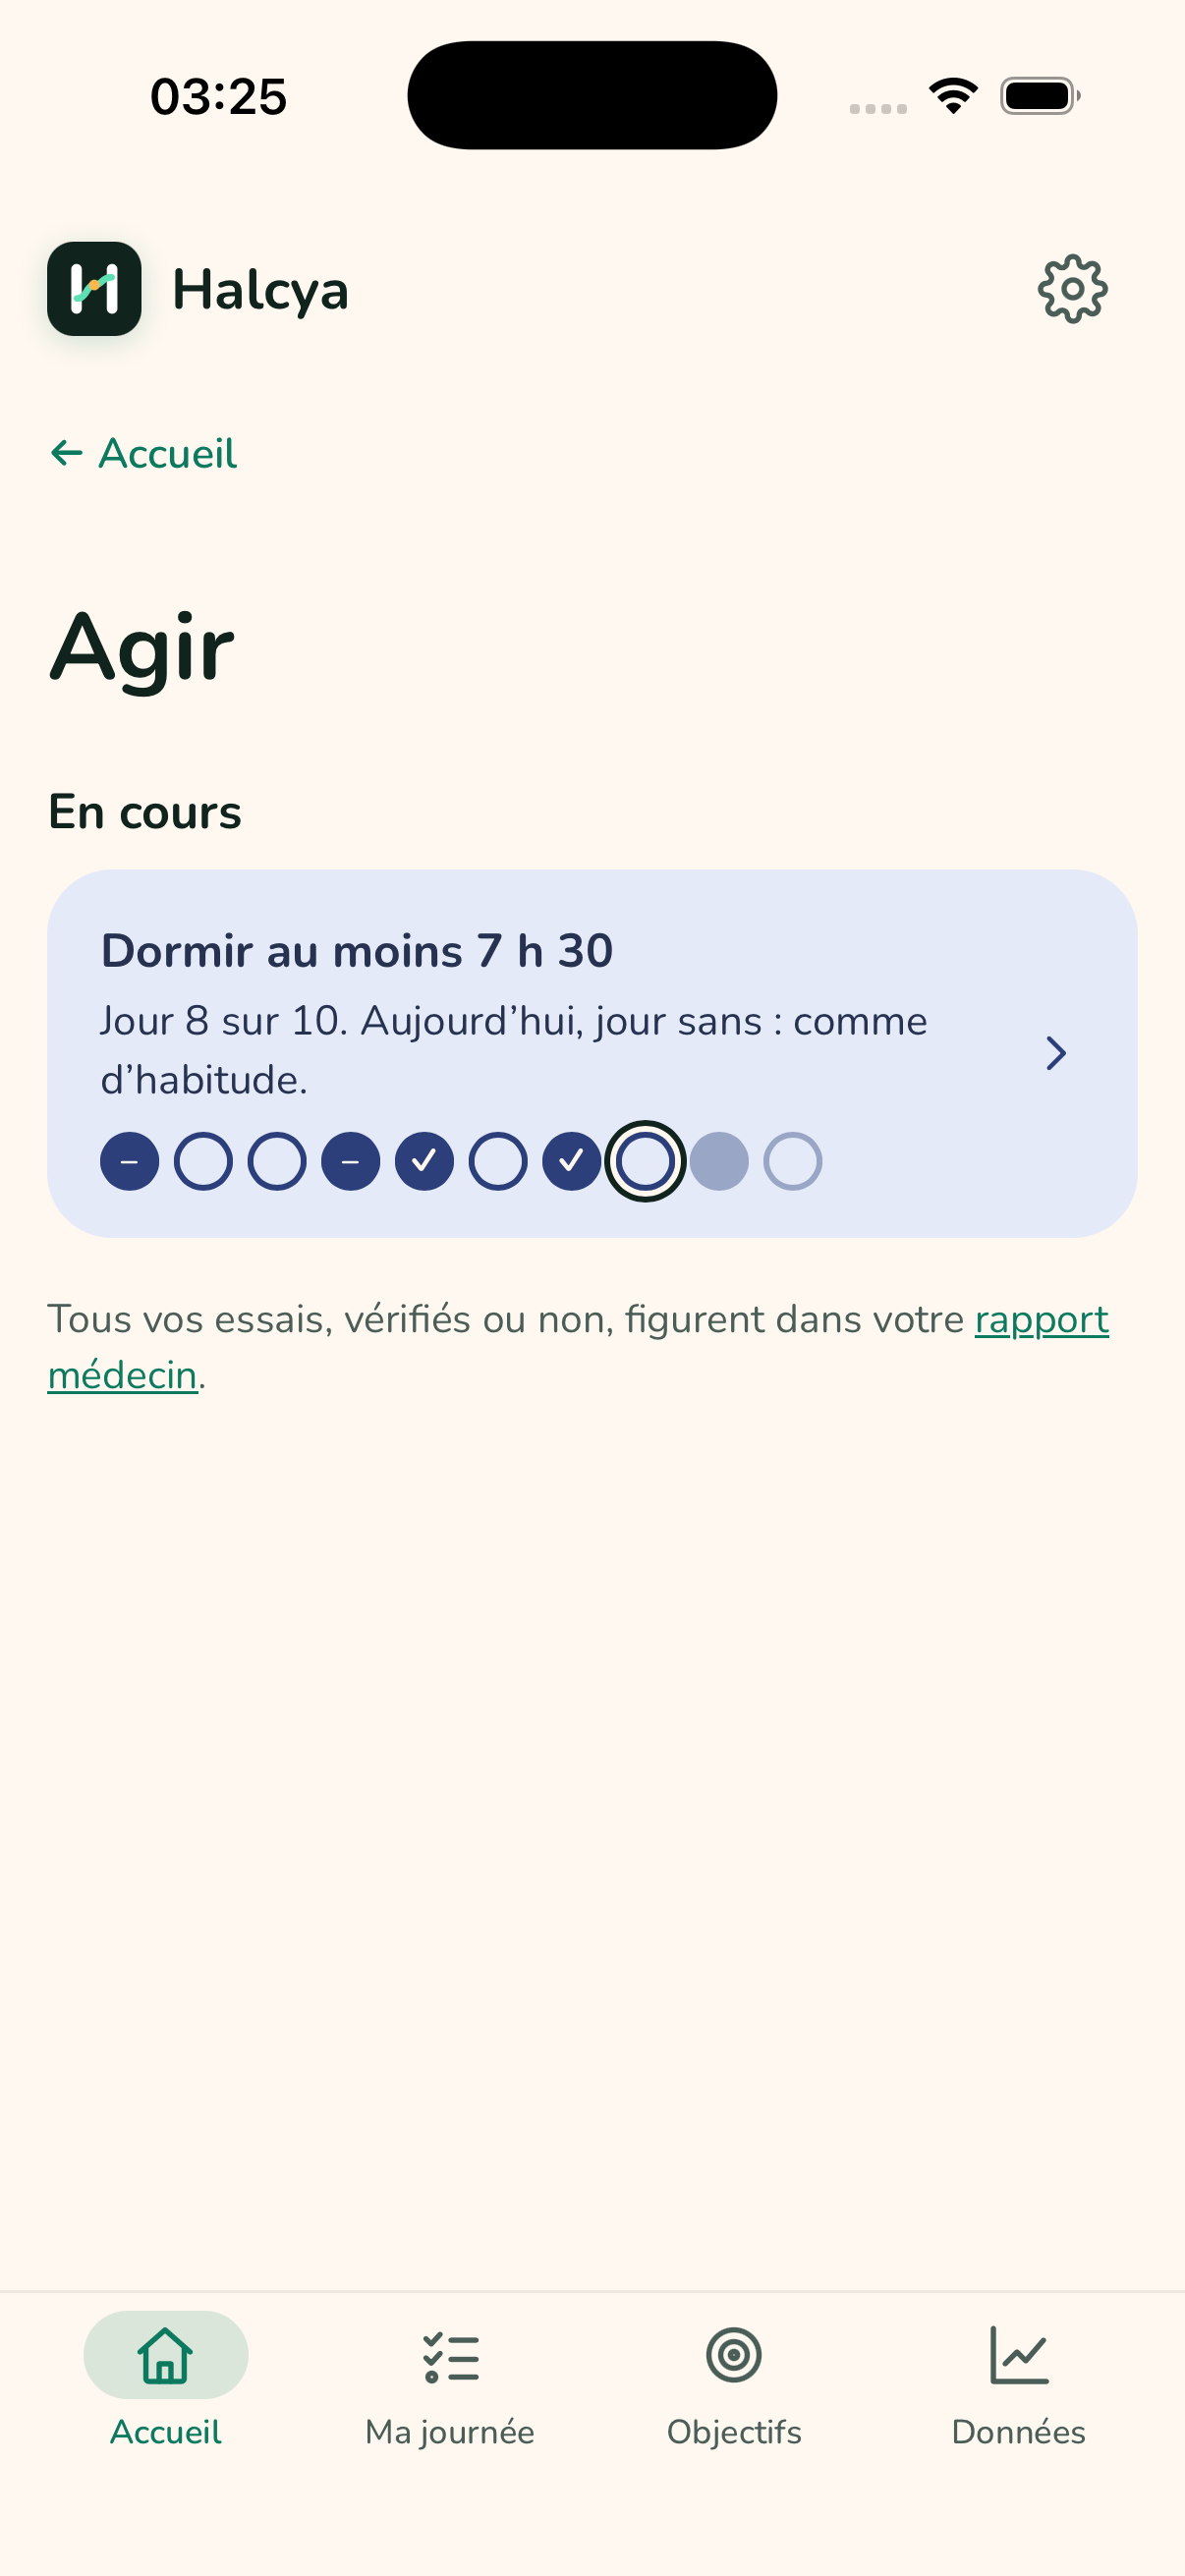 03:25
Halcya
← Accueil
Agir
En cours
Dormir au moins 7 h 30
Jour 8 sur 10. Aujourd’hui, jour sans : comme
d’habitude.
Tous vos essais, vérifiés ou non, figurent dans votre rapport
médecin.
Accueil
Ma journée
Objectifs
Données